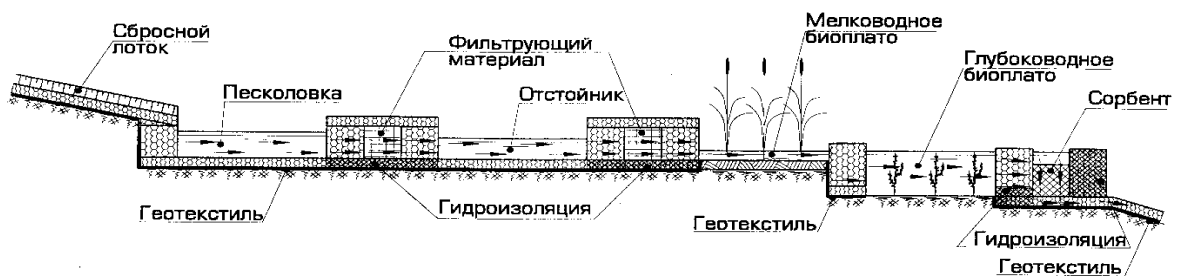 Сбросной
лоток
Песколовка
Фильтрующий
материал
Отстойник
Мелководное
биоплато
Глубоководное
биоплато
Сорбент
Геотекстиль
Гидроизоляция
Геотекстиль
Гидроизоляция
Геотекстиль